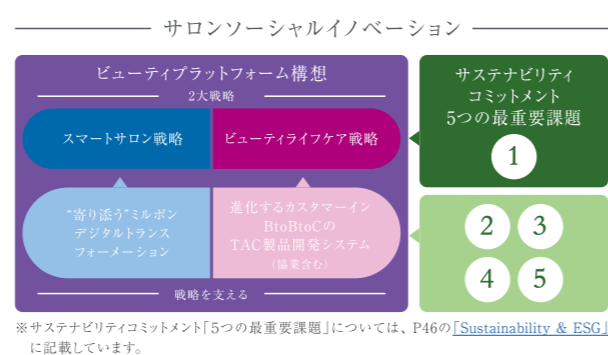 サロンソーシャルイノベーション
ビューティプラットフォーム構想
2大戦略
スマートサロン戦略
ビューティライフケア戦略
“寄り添う”ミルボン
デジタルトランス
フォーメーション
進化するカスタマーイン
BtoBtoCの
TAC製品開発システム
（協業含む）
戦略を支える
サステナビリティ
コミットメント
5つの最重要課題
1
2 3
4 5
※サステナビリティコミットメント「5つの最重要課題」については、P46の「Sustainability & ESG」
に記載しています。